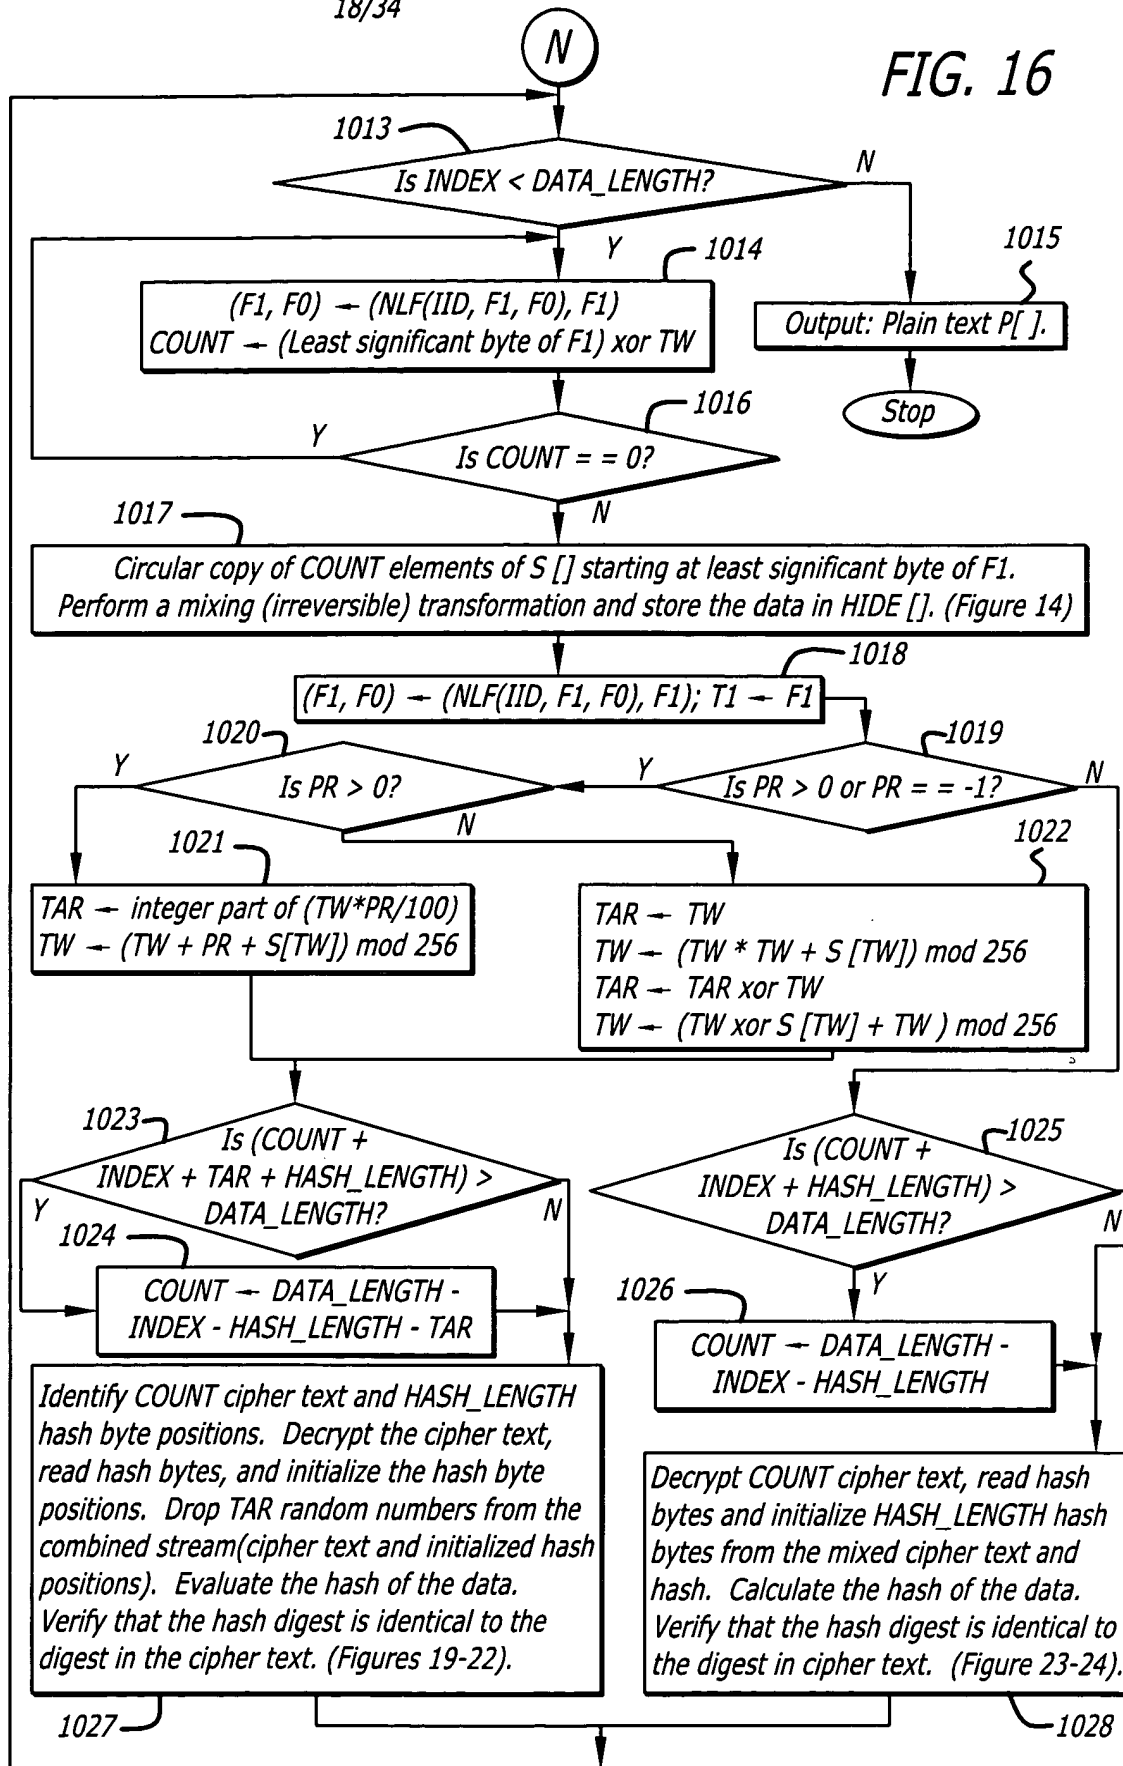 18/34
N
FIG. 16
1013
Is INDEX < DATA_LENGTH?
N
Y
1014
(F1, F0) ← (NLF(IID, F1, F0), F1)
COUNT ← (Least significant byte of F1) xor TW
1015
Output: Plain text P[ ].
Stop
1016
Y
Is COUNT = = 0?
N
1017
Circular copy of COUNT elements of S [] starting at least significant byte of F1.
Perform a mixing (irreversible) transformation and store the data in HIDE []. (Figure 14)
1018
(F1, F0) ← (NLF(IID, F1, F0), F1); T1 ← F1
1020
Y
Is PR > 0?
N
1019
Y
Is PR > 0 or PR = = -1?
N
1021
TAR ← integer part of (TW*PR/100)
TW ← (TW + PR + S[TW]) mod 256
1022
TAR ← TW
TW ← (TW * TW + S [TW]) mod 256
TAR ← TAR xor TW
TW ← (TW xor S [TW] + TW ) mod 256
1023
Is (COUNT +
INDEX + TAR + HASH_LENGTH) >
DATA_LENGTH?
Y
N
1024
COUNT ← DATA_LENGTH -
INDEX - HASH_LENGTH - TAR
1025
Is (COUNT +
INDEX + HASH_LENGTH) >
DATA_LENGTH?
N
Y
1026
COUNT ← DATA_LENGTH -
INDEX - HASH_LENGTH
Identify COUNT cipher text and HASH_LENGTH
hash byte positions. Decrypt the cipher text,
read hash bytes, and initialize the hash byte
positions. Drop TAR random numbers from the
combined stream(cipher text and initialized hash
positions). Evaluate the hash of the data.
Verify that the hash digest is identical to the
digest in the cipher text. (Figures 19-22).
1027
Decrypt COUNT cipher text, read hash
bytes and initialize HASH_LENGTH hash
bytes from the mixed cipher text and
hash. Calculate the hash of the data.
Verify that the hash digest is identical to
the digest in cipher text. (Figure 23-24).
1028